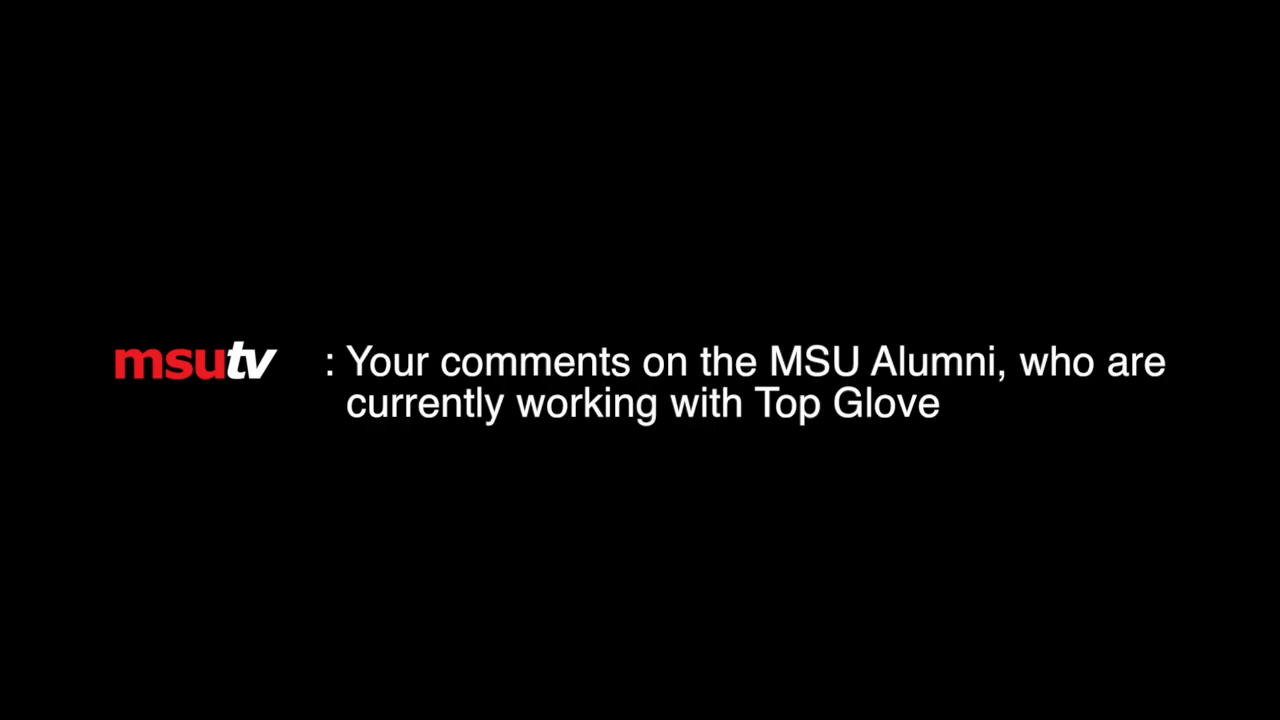 msutv : Your comments on the MSU Alumni, who are
currently working with Top Glove